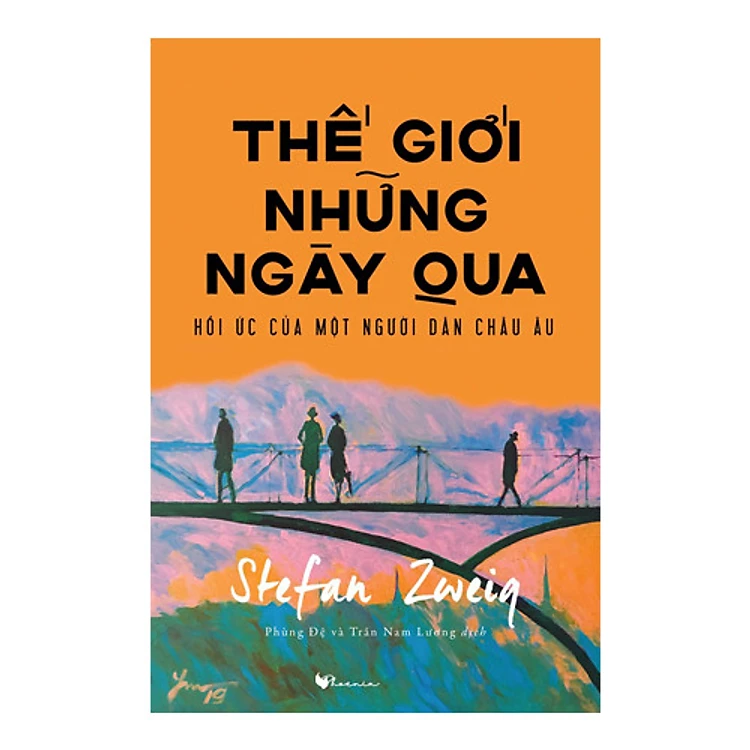 THẾ GIỚI
NHỮNG
NGÀY QUA
HỒI ỨC CỦA MỘT NGƯỜI DÂN CHÂU ÂU
Stefan Zweig
Phùng Đệ và Trần Nam Lương dịch
Phoenix